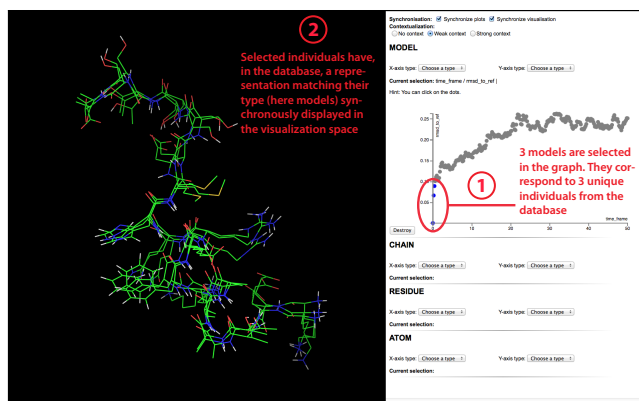 2
Selected individuals have,
in the database, a repre-
sentation matching their
type (here models) syn-
chronously displayed in
the visualization space
Synchronisation: Synchronize plots Synchronize visualisation
Contextualization:
No context Weak context Strong context
MODEL
X-axis type: Choose a type Y-axis type: Choose a type
Current selection: time_frame / rmsd_to_ref |
Hint: You can click on the dots.
rmsd_to_ref
0.25
0.20
0.15
0.10
0.05
0
0 10 20 30 40 50
time_frame
1
3 models are selected
in the graph. They cor-
respond to 3 unique
individuals from the
database
Destroy
CHAIN
X-axis type: Choose a type Y-axis type: Choose a type
Current selection:
RESIDUE
X-axis type: Choose a type Y-axis type: Choose a type
Current selection:
ATOM
X-axis type: Choose a type Y-axis type: Choose a type
Current selection: